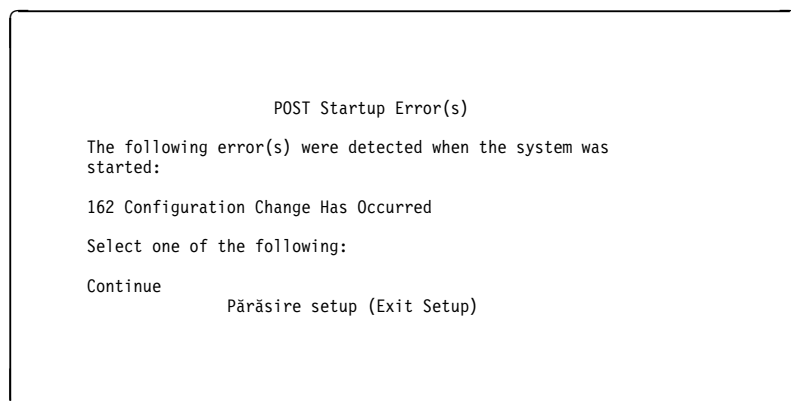 POST Startup Error(s)
The following error(s) were detected when the system was
started:
162 Configuration Change Has Occurred
Select one of the following:
Continue
Părăsire setup (Exit Setup)